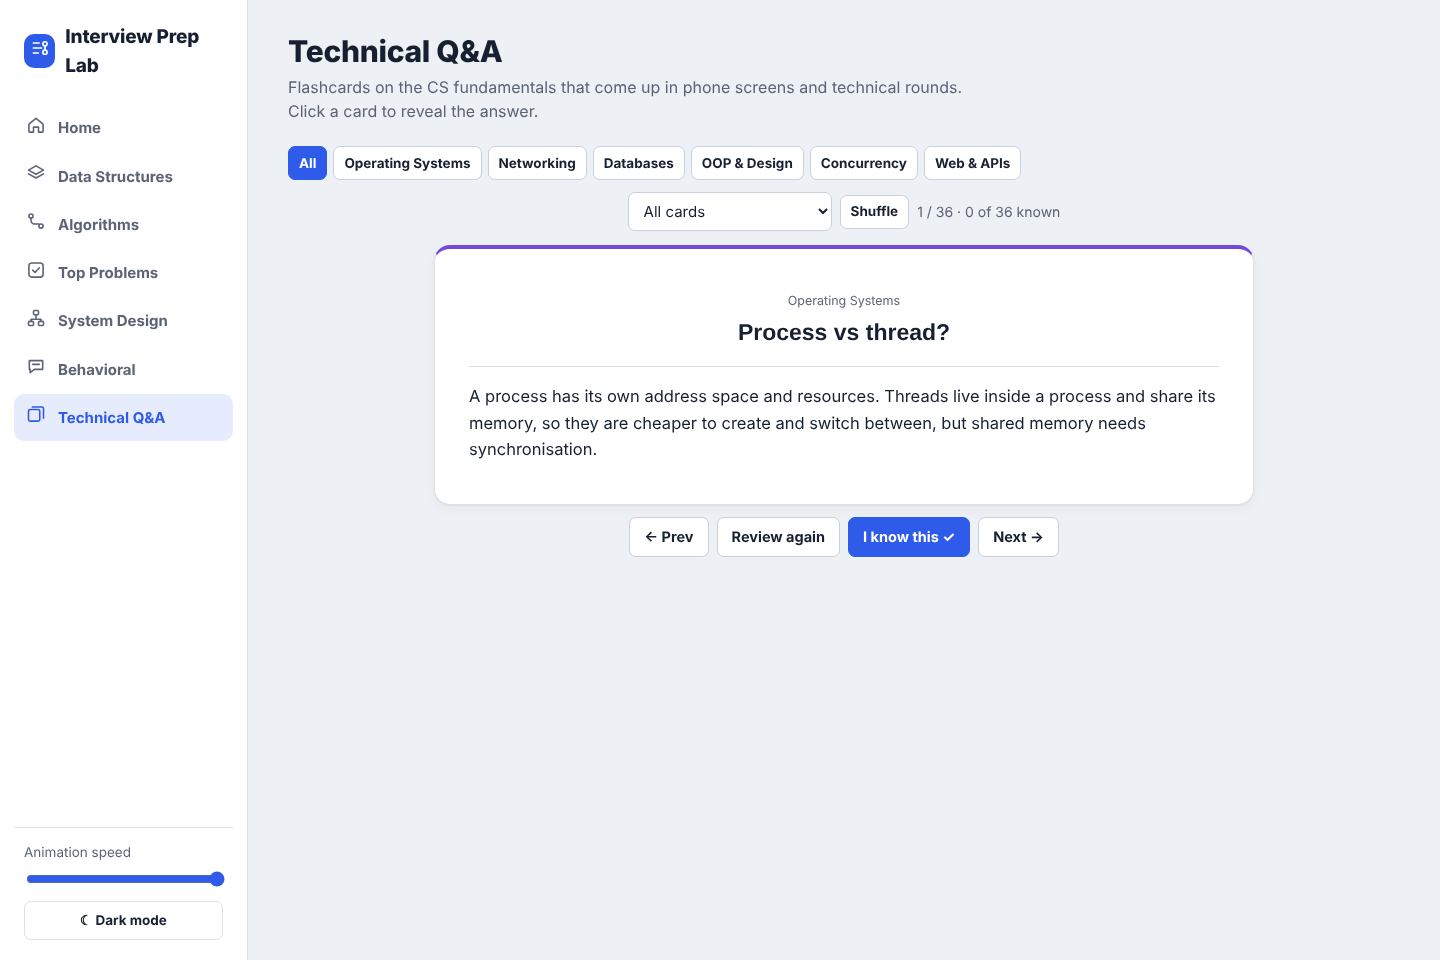 Interview Prep
Lab
Home
Data Structures
Algorithms
Top Problems
System Design
Behavioral
Technical Q&A
Animation speed
☾ Dark mode
Technical Q&A
Flashcards on the CS fundamentals that come up in phone screens and technical rounds.
Click a card to reveal the answer.
All Operating Systems Networking Databases OOP & Design Concurrency Web & APIs
All cards Shuffle 1 / 36 · 0 of 36 known
Operating Systems
Process vs thread?
A process has its own address space and resources. Threads live inside a process and share its
memory, so they are cheaper to create and switch between, but shared memory needs
synchronisation.
← Prev Review again I know this ✓ Next →